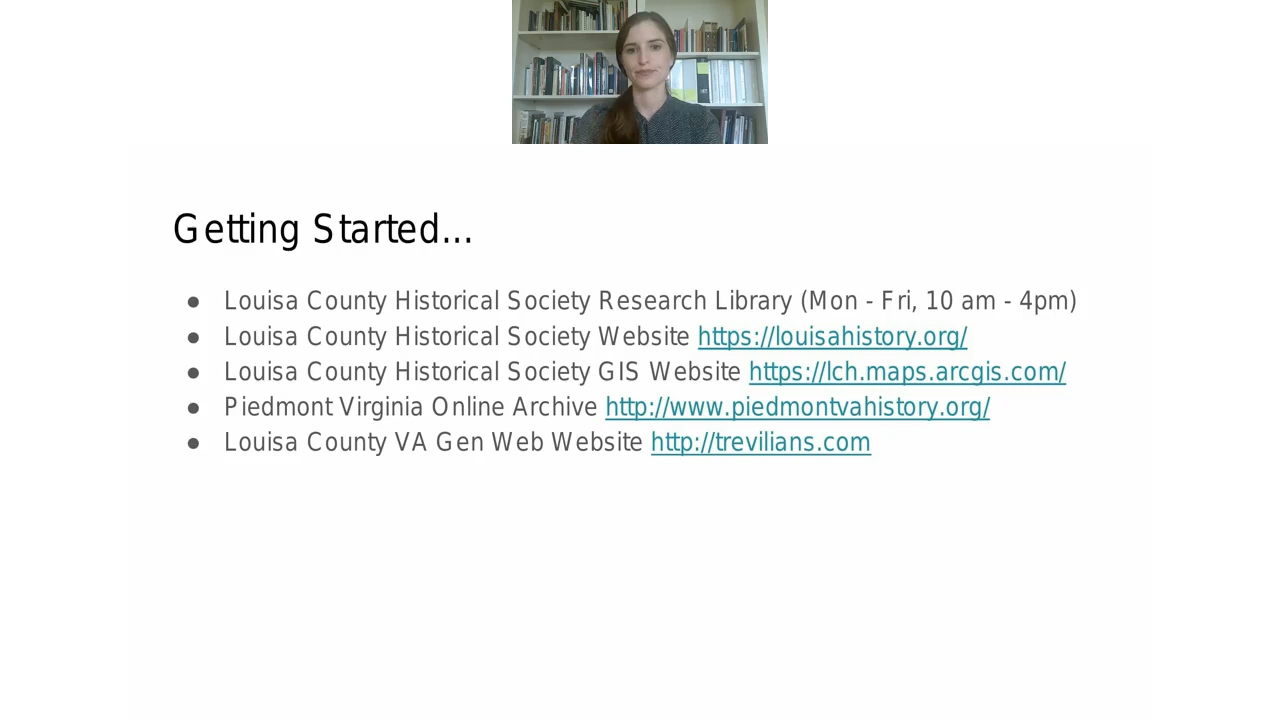 Getting Started...
● Louisa County Historical Society Research Library (Mon - Fri, 10 am - 4pm)
● Louisa County Historical Society Website https://louisahistory.org/
● Louisa County Historical Society GIS Website https://lch.maps.arcgis.com/
● Piedmont Virginia Online Archive http://www.piedmontvahistory.org/
● Louisa County VA Gen Web Website http://trevilians.com